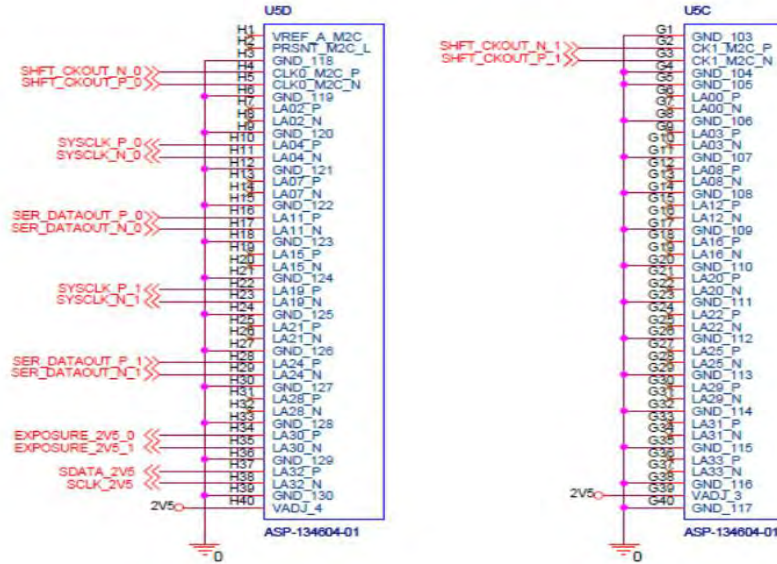 U5D
H1 VREF_A_M2C
H2 PRSNT_M2C_L
H3 GND_118
SHFT_CKOUT_N_0 H4 CLK0_M2C_P
SHFT_CKOUT_P_0 H5 CLK0_M2C_N
H6 GND_119
H7 LA02_P
H8 LA02_N
H9 GND_120
SYSCLK_P_0 H10 LA04_P
SYSCLK_N_0 H11 LA04_N
H12 GND_121
H13 LA07_P
H14 LA07_N
H15 GND_122
SER_DATAOUT_P_0 H16 LA11_P
SER_DATAOUT_N_0 H17 LA11_N
H18 GND_123
H19 LA15_P
H20 LA15_N
H21 GND_124
SYSCLK_P_1 H22 LA19_P
SYSCLK_N_1 H23 LA19_N
H24 GND_125
H25 LA21_P
H26 LA21_N
H27 GND_126
SER_DATAOUT_P_1 H28 LA24_P
SER_DATAOUT_N_1 H29 LA24_N
H30 GND_127
H31 LA28_P
H32 LA28_N
H33 GND_128
EXPOSURE_2V5_0 H34 LA30_P
EXPOSURE_2V5_1 H35 LA30_N
H36 GND_129
SDATA_2V5 H37 LA32_P
SCLK_2V5 H38 LA32_N
H39 GND_130
2V5 H40 VADJ_4
ASP-134604-01
0
U5C
G1 GND_103
SHFT_CKOUT_N_1 G2 CK1_M2C_P
SHFT_CKOUT_P_1 G3 CK1_M2C_N
G4 GND_104
G5 GND_105
G6 LA00_P
G7 LA00_N
G8 GND_106
G9 LA03_P
G10 LA03_N
G11 GND_107
G12 LA08_P
G13 LA08_N
G14 GND_108
G15 LA12_P
G16 LA12_N
G17 GND_109
G18 LA16_P
G19 LA16_N
G20 GND_110
G21 LA20_P
G22 LA20_N
G23 GND_111
G24 LA22_P
G25 LA22_N
G26 GND_112
G27 LA25_P
G28 LA25_N
G29 GND_113
G30 LA29_P
G31 LA29_N
G32 GND_114
G33 LA31_P
G34 LA31_N
G35 GND_115
G36 LA33_P
G37 LA33_N
G38 GND_116
2V5 G39 VADJ_3
G40 GND_117
ASP-134604-01
0